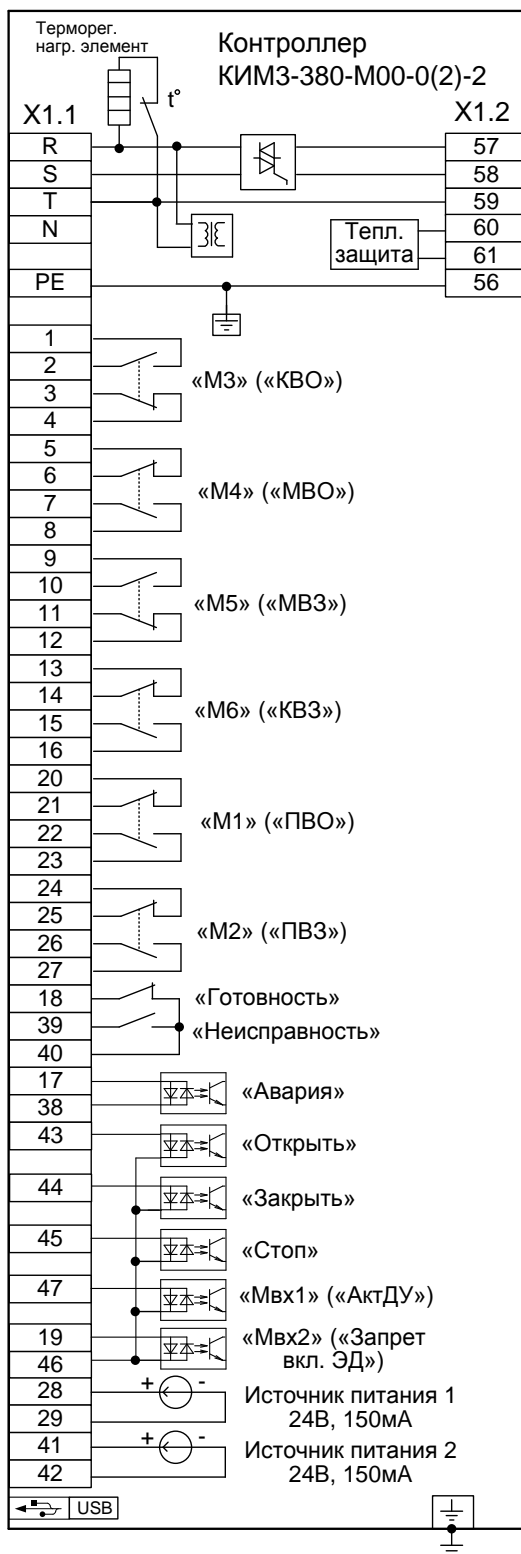 Терморег.
нагр. элемент
Контроллер
КИМ3-380-М00-0(2)-2
t°
X1.1
X1.2
R
57
S
58
T
59
N
60
Тепл.
защита
61
PE
56
1
2
3
4
«М3» («КВО»)
5
6
7
8
«М4» («МВО»)
9
10
11
12
«М5» («МВЗ»)
13
14
15
16
«М6» («КВЗ»)
20
21
22
23
«М1» («ПВО»)
24
25
26
27
«М2» («ПВЗ»)
18
«Готовность»
39
«Неисправность»
40
17
38
«Авария»
43
«Открыть»
44
«Закрыть»
45
«Стоп»
47
«Мвх1» («АктДУ»)
19
46
«Мвх2» («Запрет
вкл. ЭД»)
28
+ -
29
Источник питания 1
24В, 150мА
41
+ -
42
Источник питания 2
24В, 150мА
USB